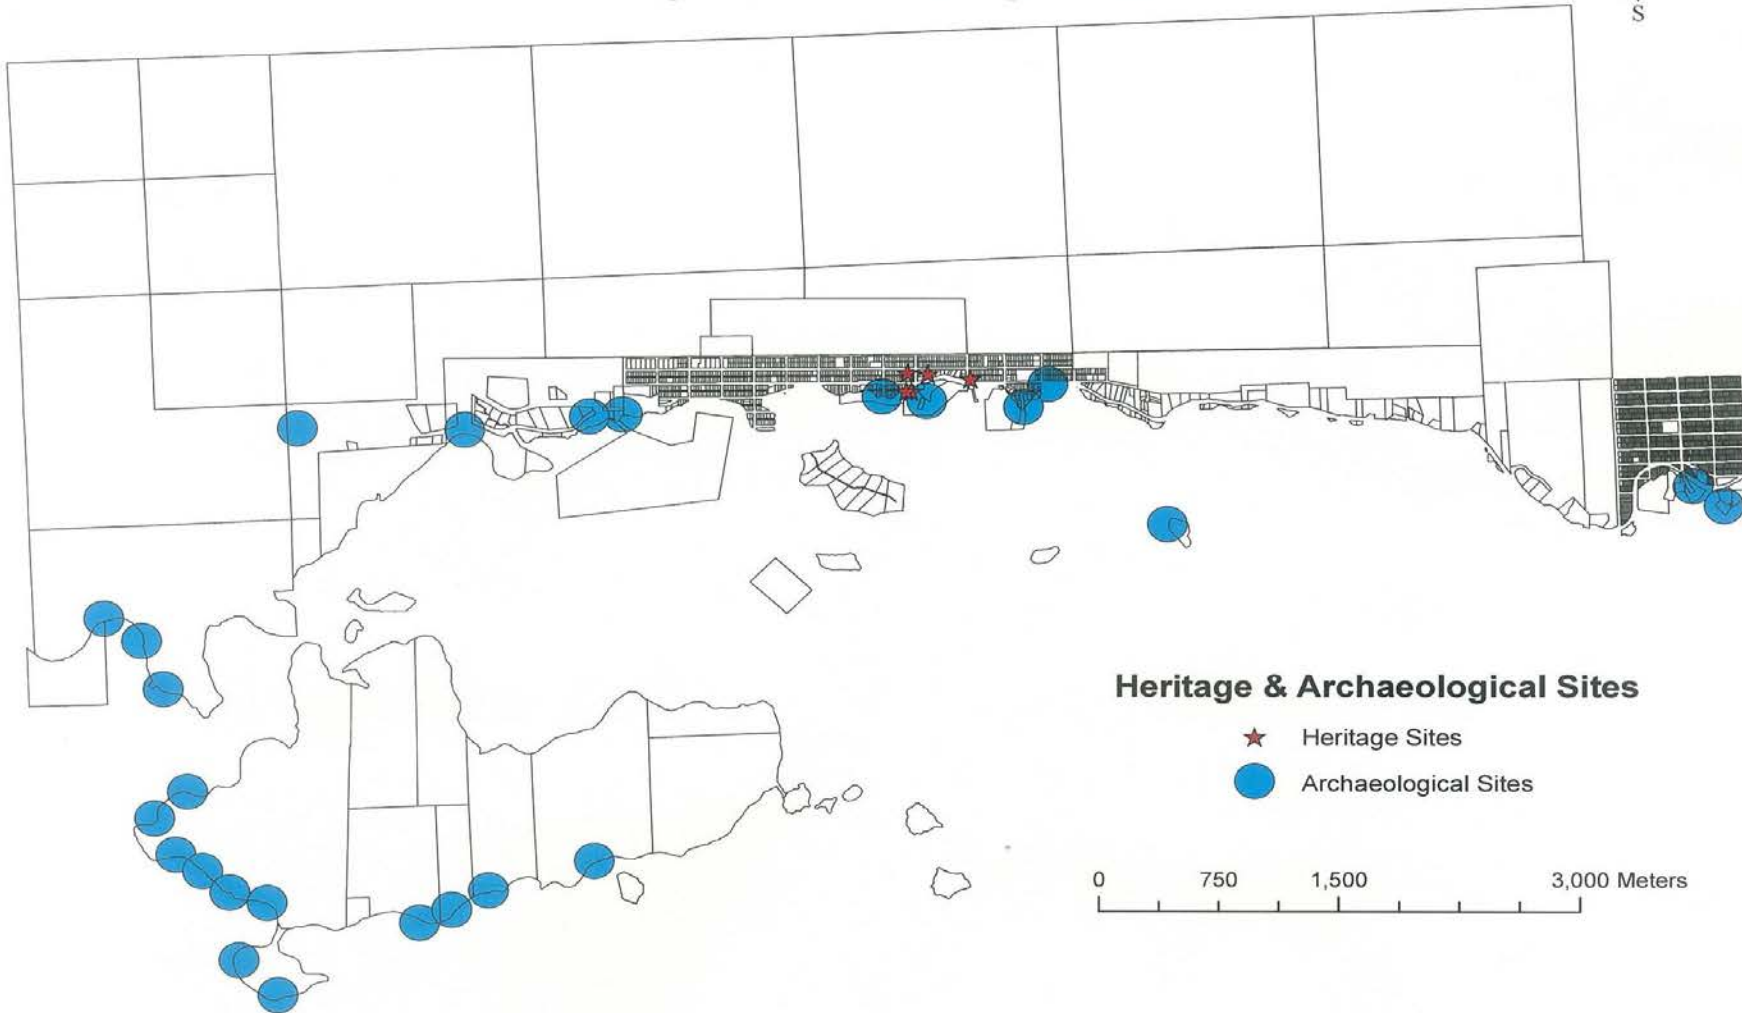 S
Heritage & Archaeological Sites
Heritage Sites
Archaeological Sites
0 750 1,500 3,000 Meters